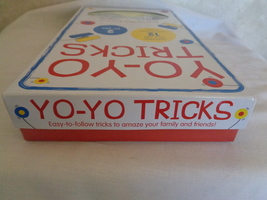 YO-YO
TRICKS
YO-YO TRICKS
Easy-to-follow tricks to amaze your family and friends!